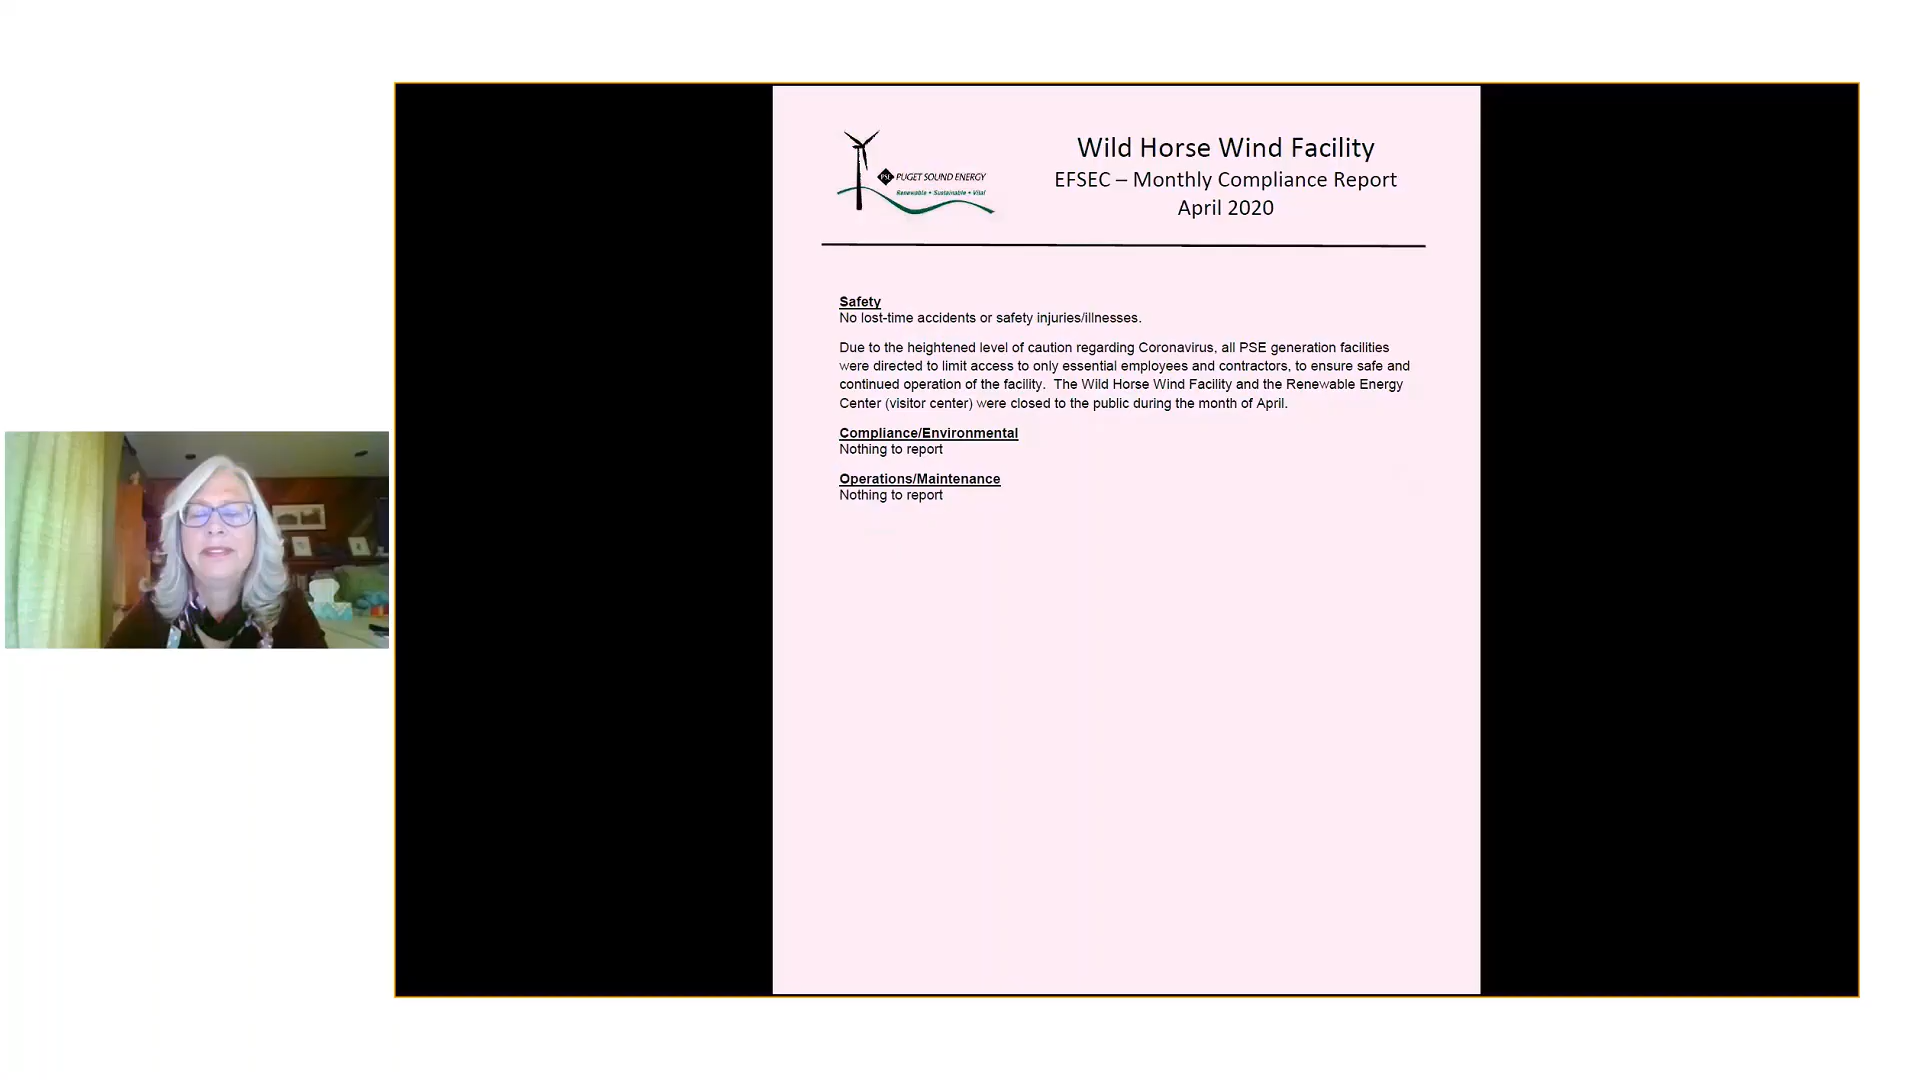 PSE PUGET SOUND ENERGY
Renewable • Sustainable • Vital
Wild Horse Wind Facility
EFSEC – Monthly Compliance Report
April 2020
Safety
No lost-time accidents or safety injuries/illnesses.
Due to the heightened level of caution regarding Coronavirus, all PSE generation facilities
were directed to limit access to only essential employees and contractors, to ensure safe and
continued operation of the facility.  The Wild Horse Wind Facility and the Renewable Energy
Center (visitor center) were closed to the public during the month of April.
Compliance/Environmental
Nothing to report
Operations/Maintenance
Nothing to report